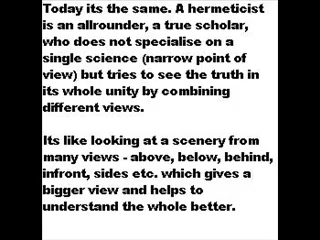 Today its the same. A hermeticist
is an allrounder, a true scholar,
who does not specialise on a
single science (narrow point of
view) but tries to see the truth in
its whole unity by combining
different views.
Its like looking at a scenery from
many views - above, below, behind,
infront, sides etc. which gives a
bigger view and helps to
understand the whole better.